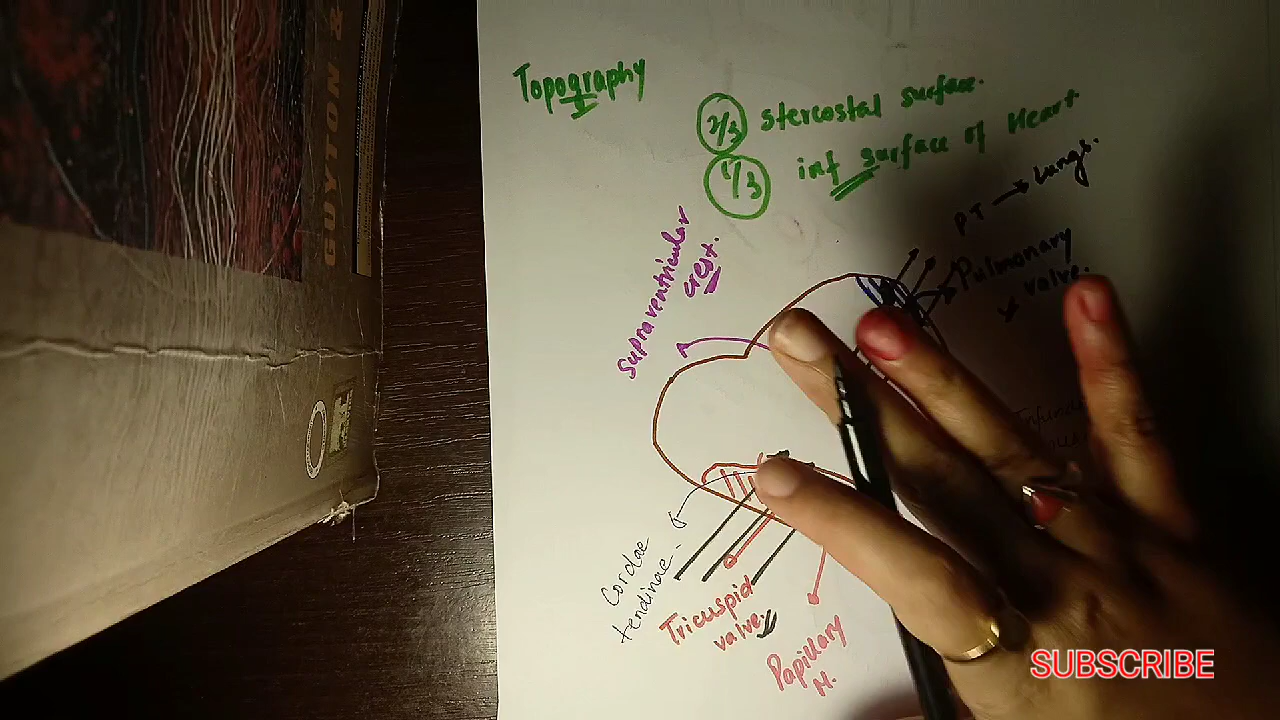 GUYTON &
Topography
2/3 stercostal surface.
1/3 inf surface of Heart
PT → Lungs.
Pulmonary
valve.
Supraventricular
crest.
Cordae
tendinae.
Tricuspid
valve.
Papillary
M.
SUBSCRIBE